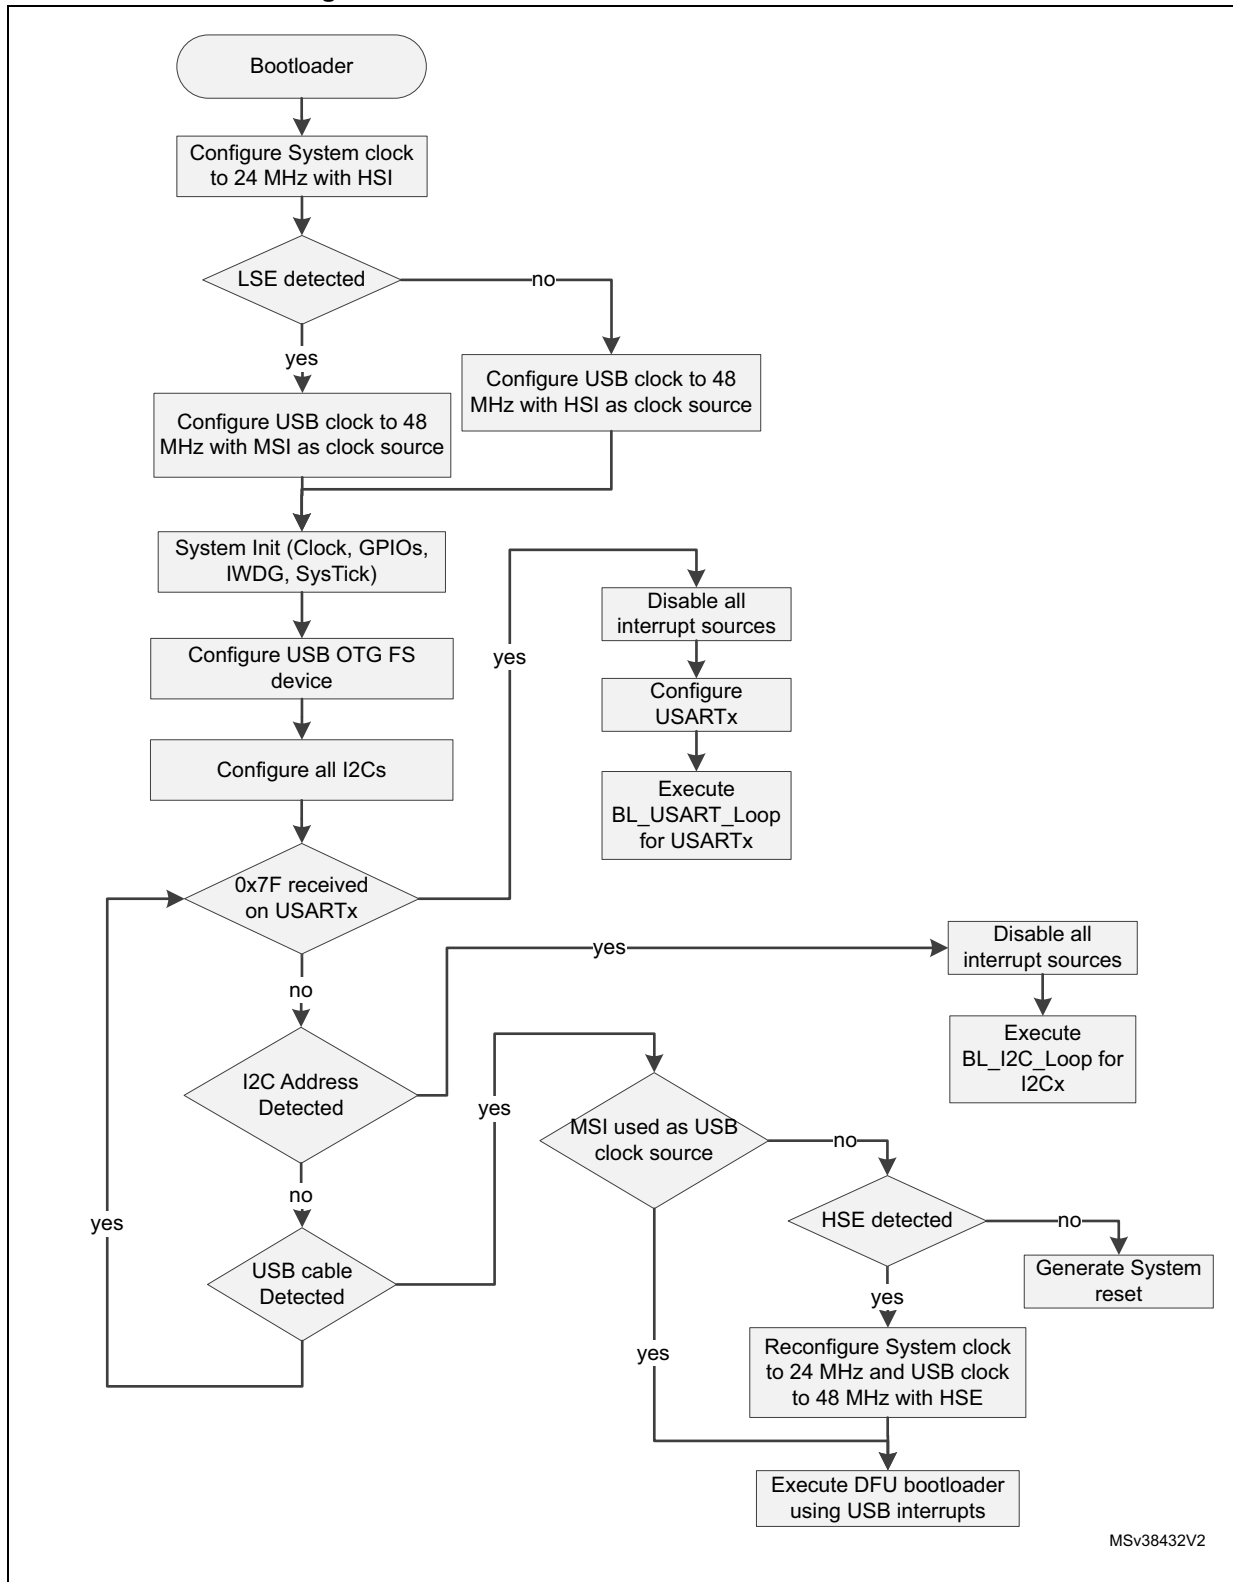 Bootloader
Configure System clock
to 24 MHz with HSI
LSE detected
no
yes
Configure USB clock to 48
MHz with HSI as clock source
Configure USB clock to 48
MHz with MSI as clock source
System Init (Clock, GPIOs,
IWDG, SysTick)
Disable all
interrupt sources
Configure USB OTG FS
device
yes
Configure
USARTx
Configure all I2Cs
Execute
BL_USART_Loop
for USARTx
0x7F received
on USARTx
no
yes
Disable all
interrupt sources
Execute
BL_I2C_Loop for
I2Cx
I2C Address
Detected
yes
MSI used as USB
clock source
no
no
yes
HSE detected
no
USB cable
Detected
Generate System
reset
yes
yes
Reconfigure System clock
to 24 MHz and USB clock
to 48 MHz with HSE
Execute DFU bootloader
using USB interrupts
MSv38432V2